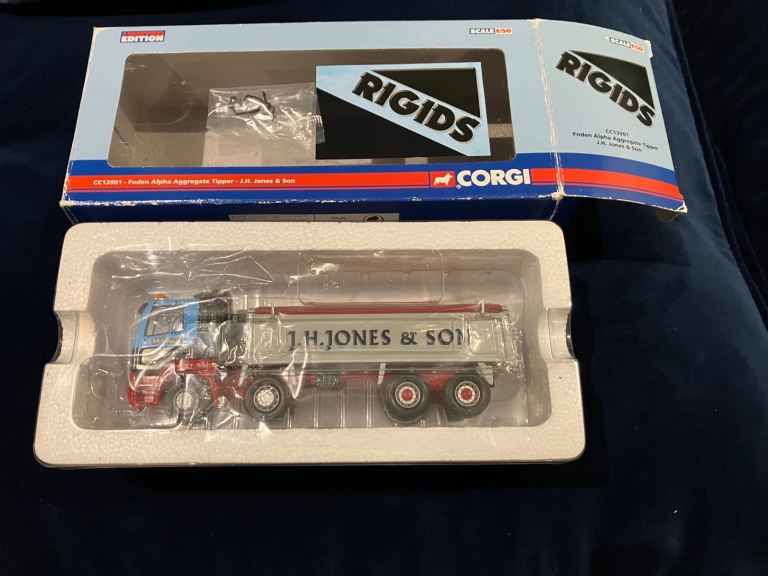 LIMITED
EDITION
SCALE 1:50
RIGIDS
CC13901 - Foden Alpha Aggregate Tipper - J.H. Jones & Son
CORGI
SCALE 1:50
RIGIDS
CC13901
Foden Alpha Aggregate Tipper
J.H. Jones & Son
J.H.JONES & SON